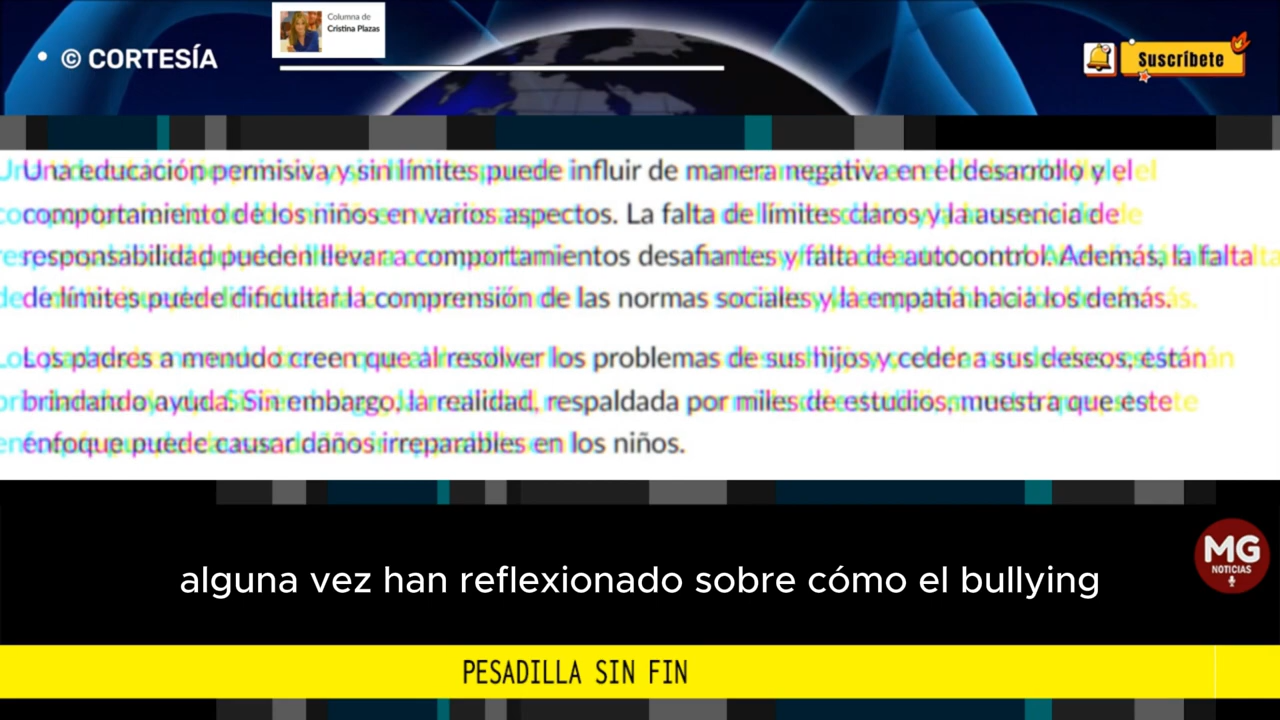 © CORTESÍA
Columna de
Cristina Plazas
Suscríbete
Una educación permisiva y sin límites puede influir de manera negativa en el desarrollo y el
comportamiento de los niños en varios aspectos. La falta de límites claros y la ausencia de
responsabilidad pueden llevar a comportamientos desafiantes y falta de autocontrol. Además, la falta
de límites puede dificultar la comprensión de las normas sociales y la empatía hacia los demás.
Los padres a menudo creen que al resolver los problemas de sus hijos y ceder a sus deseos, están
brindando ayuda. Sin embargo, la realidad, respaldada por miles de estudios, muestra que este
enfoque puede causar daños irreparables en los niños.
MG
NOTICIAS
alguna vez han reflexionado sobre cómo el bullying
PESADILLA SIN FIN